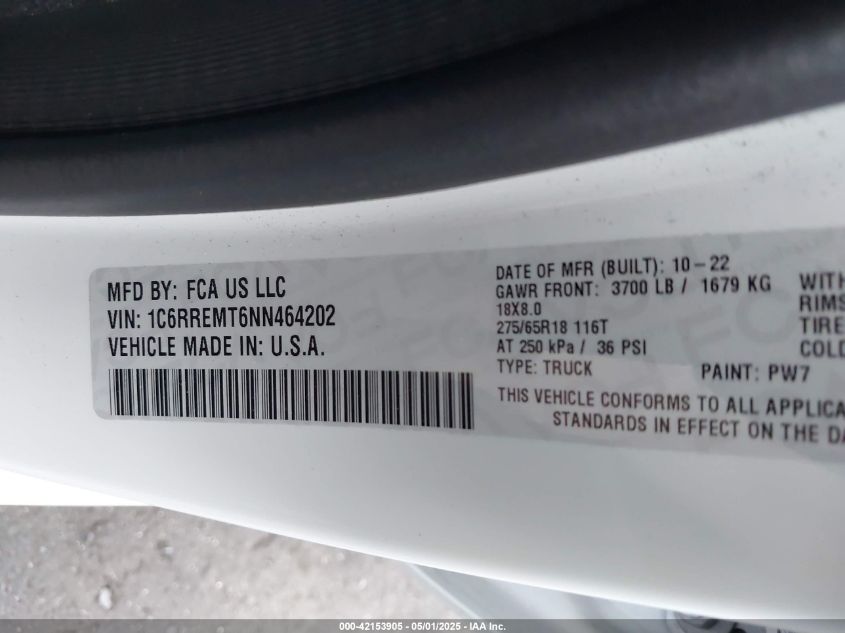 MFD BY: FCA US LLC
VIN: 1C6RREMT6NN464202
VEHICLE MADE IN: U.S.A.
DATE OF MFR (BUILT): 10-22
GAWR FRONT: 3700 LB / 1679 KG WITH
18X8.0 RIMS
275/65R18 116T TIRE
AT 250 kPa / 36 PSI COLD
TYPE: TRUCK PAINT: PW7
THIS VEHICLE CONFORMS TO ALL APPLICA
STANDARDS IN EFFECT ON THE DA
000-42153905 - 05/01/2025 - IAA Inc.